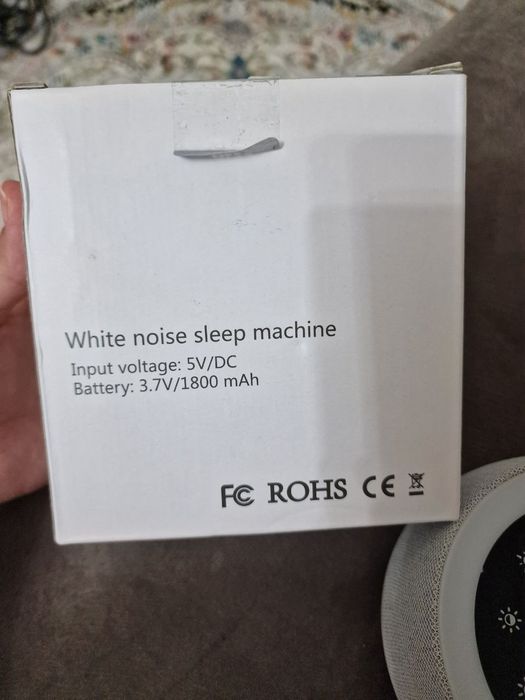 White noise sleep machine
Input voltage: 5V/DC
Battery: 3.7V/1800 mAh
FC ROHS CE